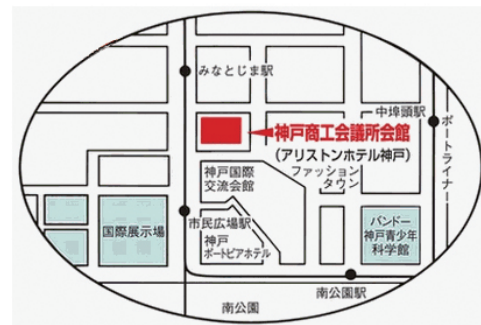 みなとじま駅
中埠頭駅
ポートライナー
神戸商工会議所会館
(アリストンホテル神戸)
神戸国際
交流会館
ファッション
タウン
国際展示場
市民広場駅
神戸
ポートピアホテル
バンドー
神戸青少年
科学館
南公園駅
南公園